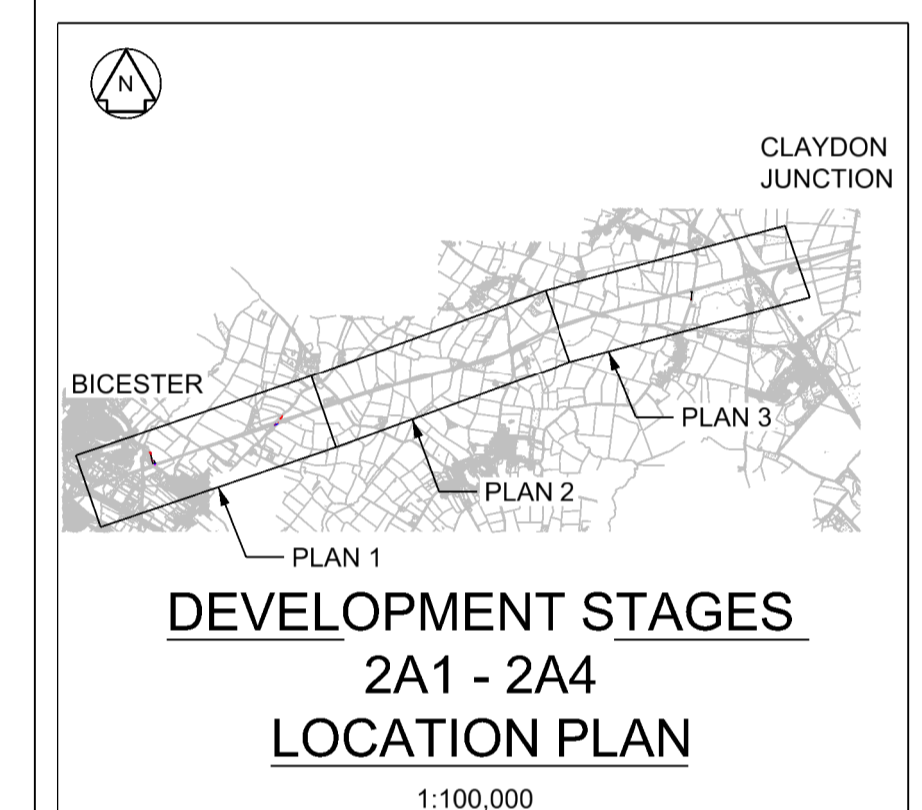 N
CLAYDON
JUNCTION
BICESTER
PLAN 3
PLAN 2
PLAN 1
DEVELOPMENT STAGES
2A1 - 2A4
LOCATION PLAN
1:100,000